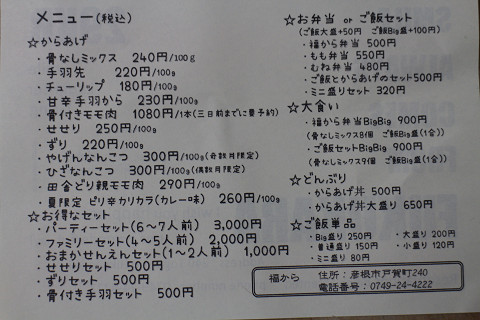 メニュー(税込)
☆からあげ
・骨なしミックス 240円/100g
・手羽先 220円/100g
・チューリップ 180円/100g
・甘辛手羽から 230円/100g
・骨付きモモ肉 1080円/1本(三日前までに要予約)
・せせり 250円/100g
・ずり 220円/100g
・やげんなんこつ 300円/100g(奇数月限定)
・ひざなんこつ 300円/100g(偶数月限定)
・田舎どり親モモ肉 290円/100g
・夏限定 ピリ辛カリカラ(カレー味) 260円/100g
☆お得なセット
・パーティーセット(6〜7人前) 3,000円
・ファミリーセット(4〜5人前) 2,000円
・おまかせんえんセット(1〜2人前) 1,000円
・せせりセット 500円
・ずりセット 500円
・骨付き手羽セット 500円
☆お弁当 or ご飯セット
(ご飯大盛+50円 ご飯Big盛+100円)
・福から弁当 500円
・もも弁当 550円
・むね弁当 480円
・ご飯とからあげのセット500円
・ミニ盛りセット 320円
☆大食い
・福から弁当BigBig 900円
(骨なしミックス8個 ご飯Big盛(1合))
・ご飯セットBigBig 900円
(骨なしミックス9個 ご飯Big盛(1合))
☆どんぶり
・からあげ丼 500円
・からあげ丼大盛り 650円
☆ご飯単品
・Big盛り 250円 ・大盛り 200円
・普通盛り 150円 ・小盛り 120円
・ミニ盛り 80円
福から 住所:彦根市戸賀町240
電話番号:0749-24-4222